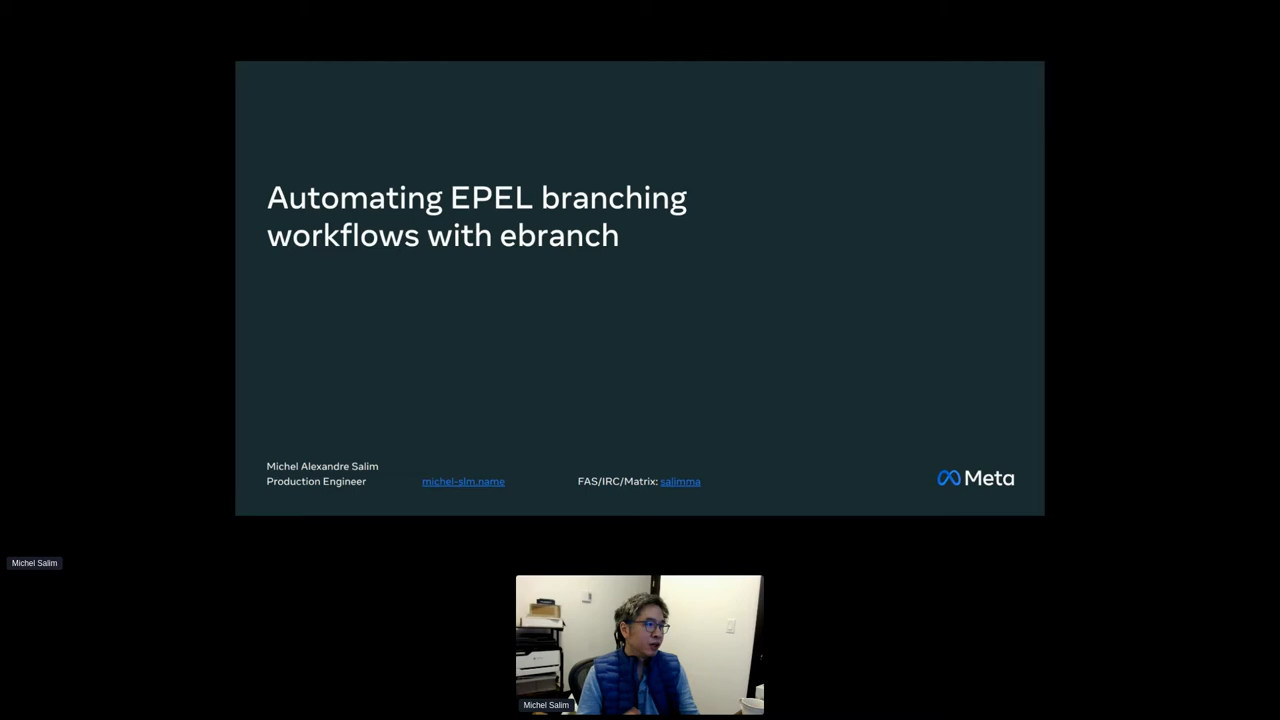 Automating EPEL branching
workflows with ebranch
Michel Alexandre Salim
Production Engineer
michel-slm.name
FAS/IRC/Matrix: salimma
Meta
Michel Salim
Michel Salim